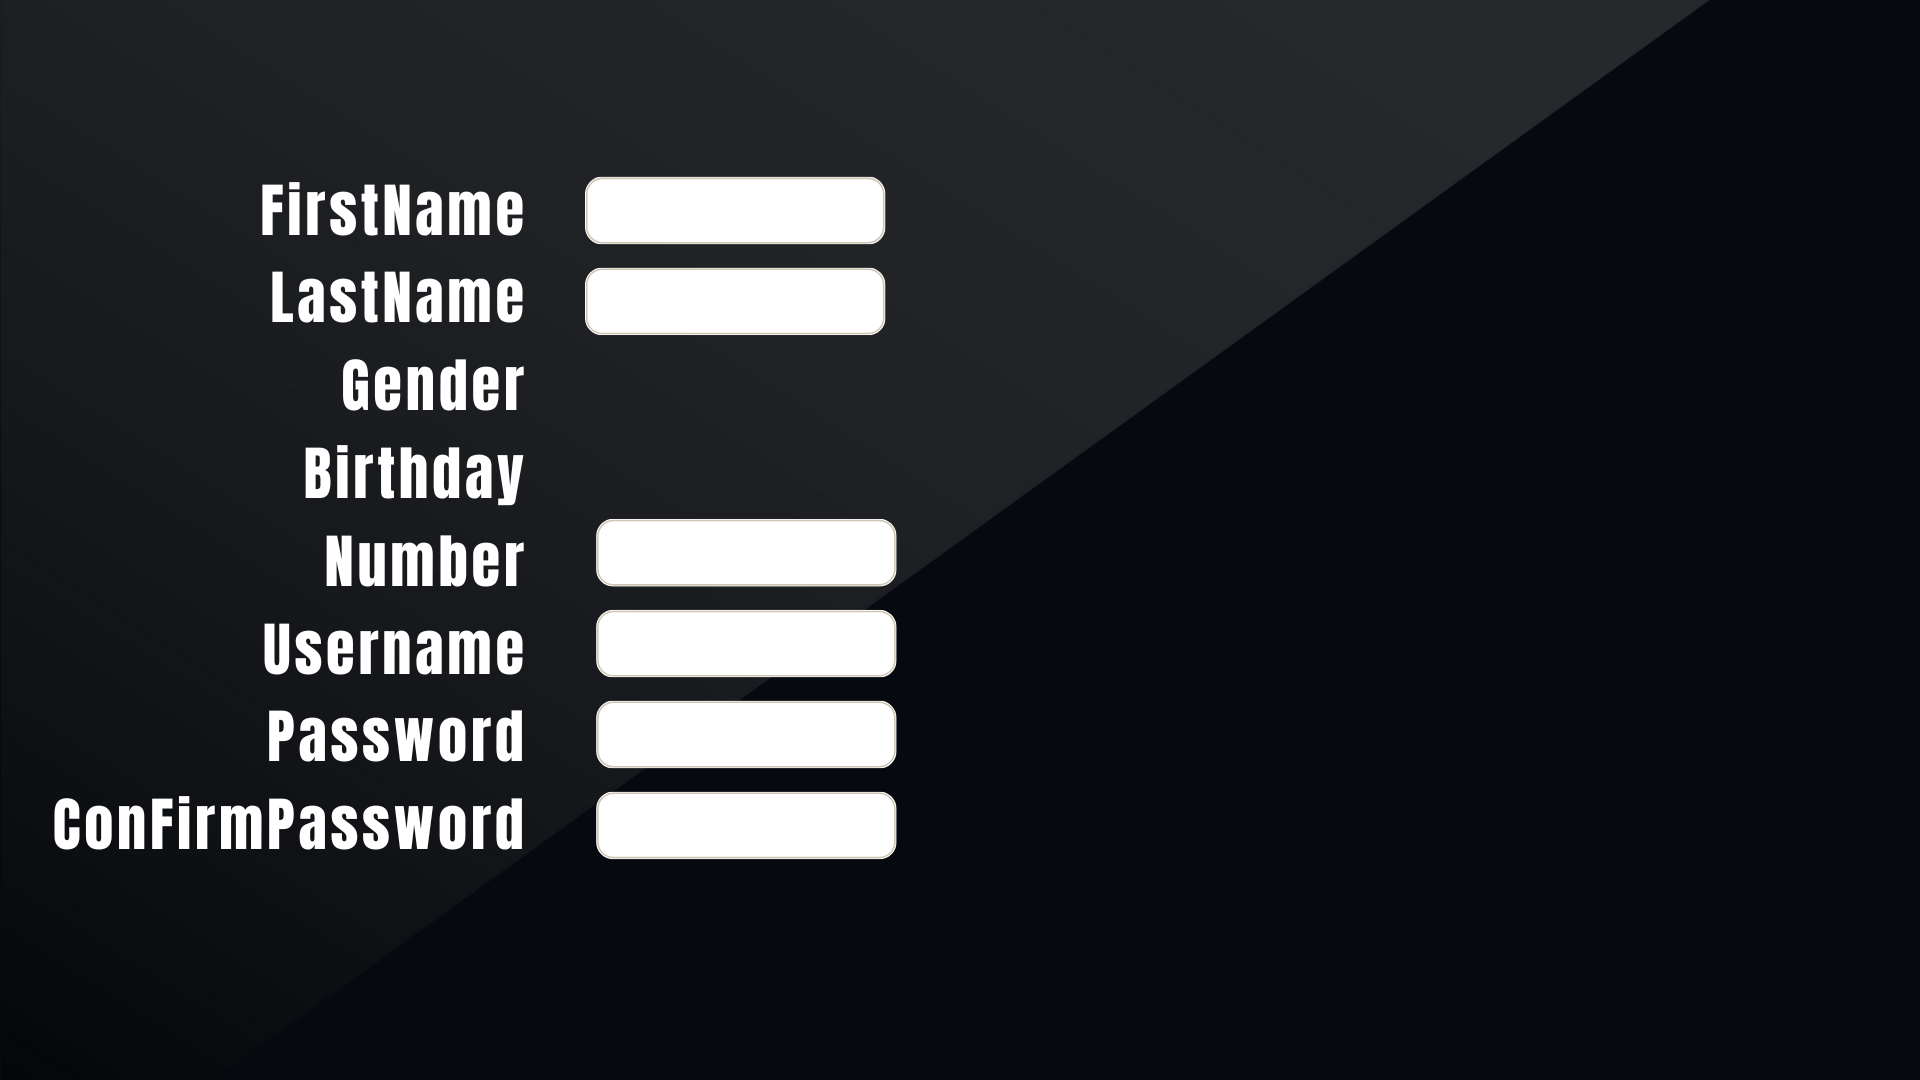 FirstName
LastName
Gender
Birthday
Number
Username
Password
ConFirmPassword